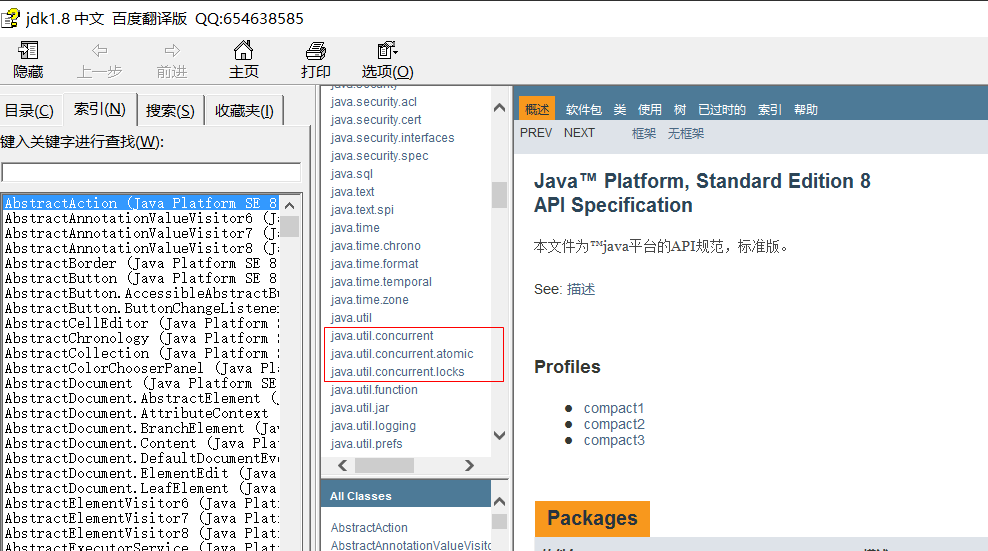 jdk1.8 中文 百度翻译版 QQ:654638585
隐藏 上一步 前进 主页 打印 选项(O)
目录(C) 索引(N) 搜索(S) 收藏夹(I)
键入关键字进行查找(W):
AbstractAction (Java Platform SE 8
AbstractAnnotationValueVisitor6 (Ja
AbstractAnnotationValueVisitor7 (Ja
AbstractAnnotationValueVisitor8 (Ja
AbstractBorder (Java Platform SE 8
AbstractButton (Java Platform SE 8
AbstractButton.AccessibleAbstractBu
AbstractButton.ButtonChangeListener
AbstractCellEditor (Java Platform S
AbstractChronology (Java Platform S
AbstractCollection (Java Platform S
AbstractColorChooserPanel (Java Pla
AbstractDocument (Java Platform SE
AbstractDocument.AbstractElement (J
AbstractDocument.AttributeContext
AbstractDocument.BranchElement (Jav
AbstractDocument.Content (Java Plat
AbstractDocument.DefaultDocumentEve
AbstractDocument.ElementEdit (Java
AbstractDocument.LeafElement (Java
AbstractElementVisitor6 (Java Platf
AbstractElementVisitor7 (Java Platf
AbstractElementVisitor8 (Java Platf
AbstractExecutorService (Java Platf
java.security
java.security.acl
java.security.cert
java.security.interfaces
java.security.spec
java.sql
java.text
java.text.spi
java.time
java.time.chrono
java.time.format
java.time.temporal
java.time.zone
java.util
java.util.concurrent
java.util.concurrent.atomic
java.util.concurrent.locks
java.util.function
java.util.jar
java.util.logging
java.util.prefs
All Classes
AbstractAction
AbstractAnnotationValueVisito
概述 软件包 类 使用 树 已过时的 索引 帮助
PREV NEXT 框架 无框架
Java™ Platform, Standard Edition 8
API Specification
本文件为™java平台的API规范，标准版。
See: 描述
Profiles
● compact1
● compact2
● compact3
Packages